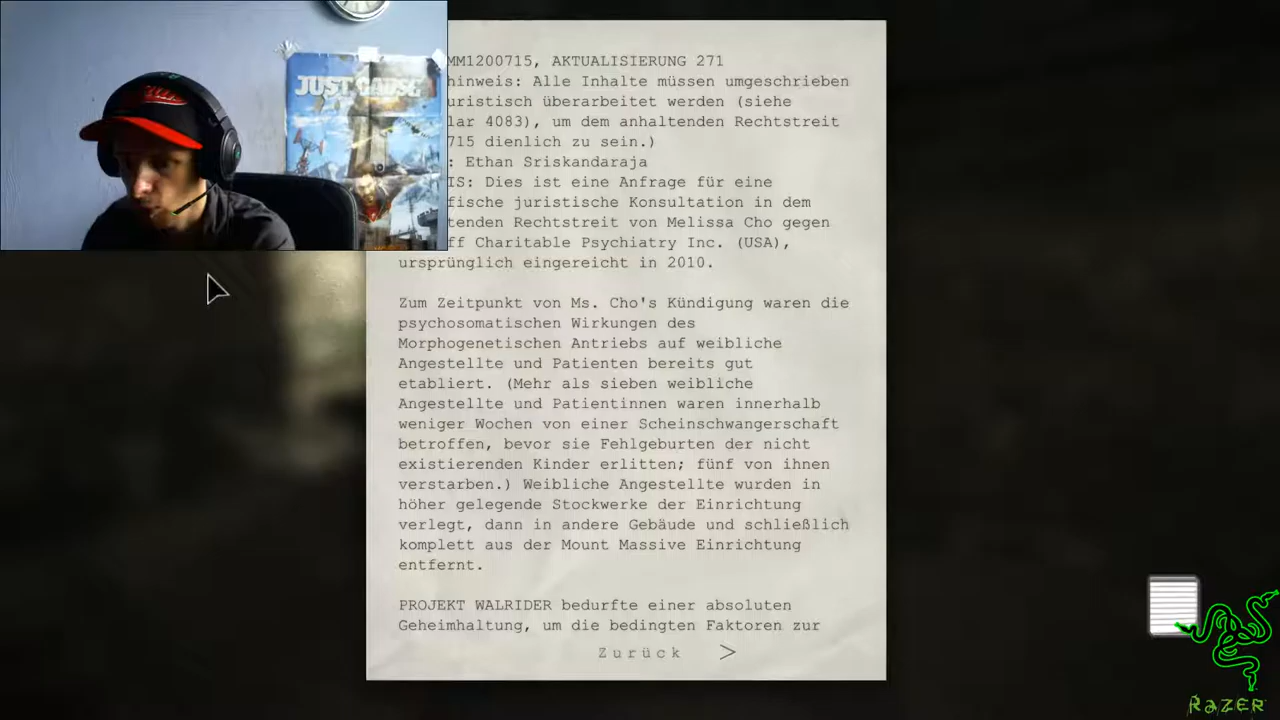 JUST CAUSE
MM1200715, AKTUALISIERUNG 271
hinweis: Alle Inhalte müssen umgeschrieben
uristisch überarbeitet werden (siehe
lar 4083), um dem anhaltenden Rechtstreit
715 dienlich zu sein.)
: Ethan Sriskandaraja
IS: Dies ist eine Anfrage für eine
fische juristische Konsultation in dem
tenden Rechtstreit von Melissa Cho gegen
ff Charitable Psychiatry Inc. (USA),
ursprünglich eingereicht in 2010.
Zum Zeitpunkt von Ms. Cho's Kündigung waren die
psychosomatischen Wirkungen des
Morphogenetischen Antriebs auf weibliche
Angestellte und Patienten bereits gut
etabliert. (Mehr als sieben weibliche
Angestellte und Patientinnen waren innerhalb
weniger Wochen von einer Scheinschwangerschaft
betroffen, bevor sie Fehlgeburten der nicht
existierenden Kinder erlitten; fünf von ihnen
verstarben.) Weibliche Angestellte wurden in
höher gelegende Stockwerke der Einrichtung
verlegt, dann in andere Gebäude und schließlich
komplett aus der Mount Massive Einrichtung
entfernt.
PROJEKT WALRIDER bedurfte einer absoluten
Geheimhaltung, um die bedingten Faktoren zur
Zurück >
RAZER